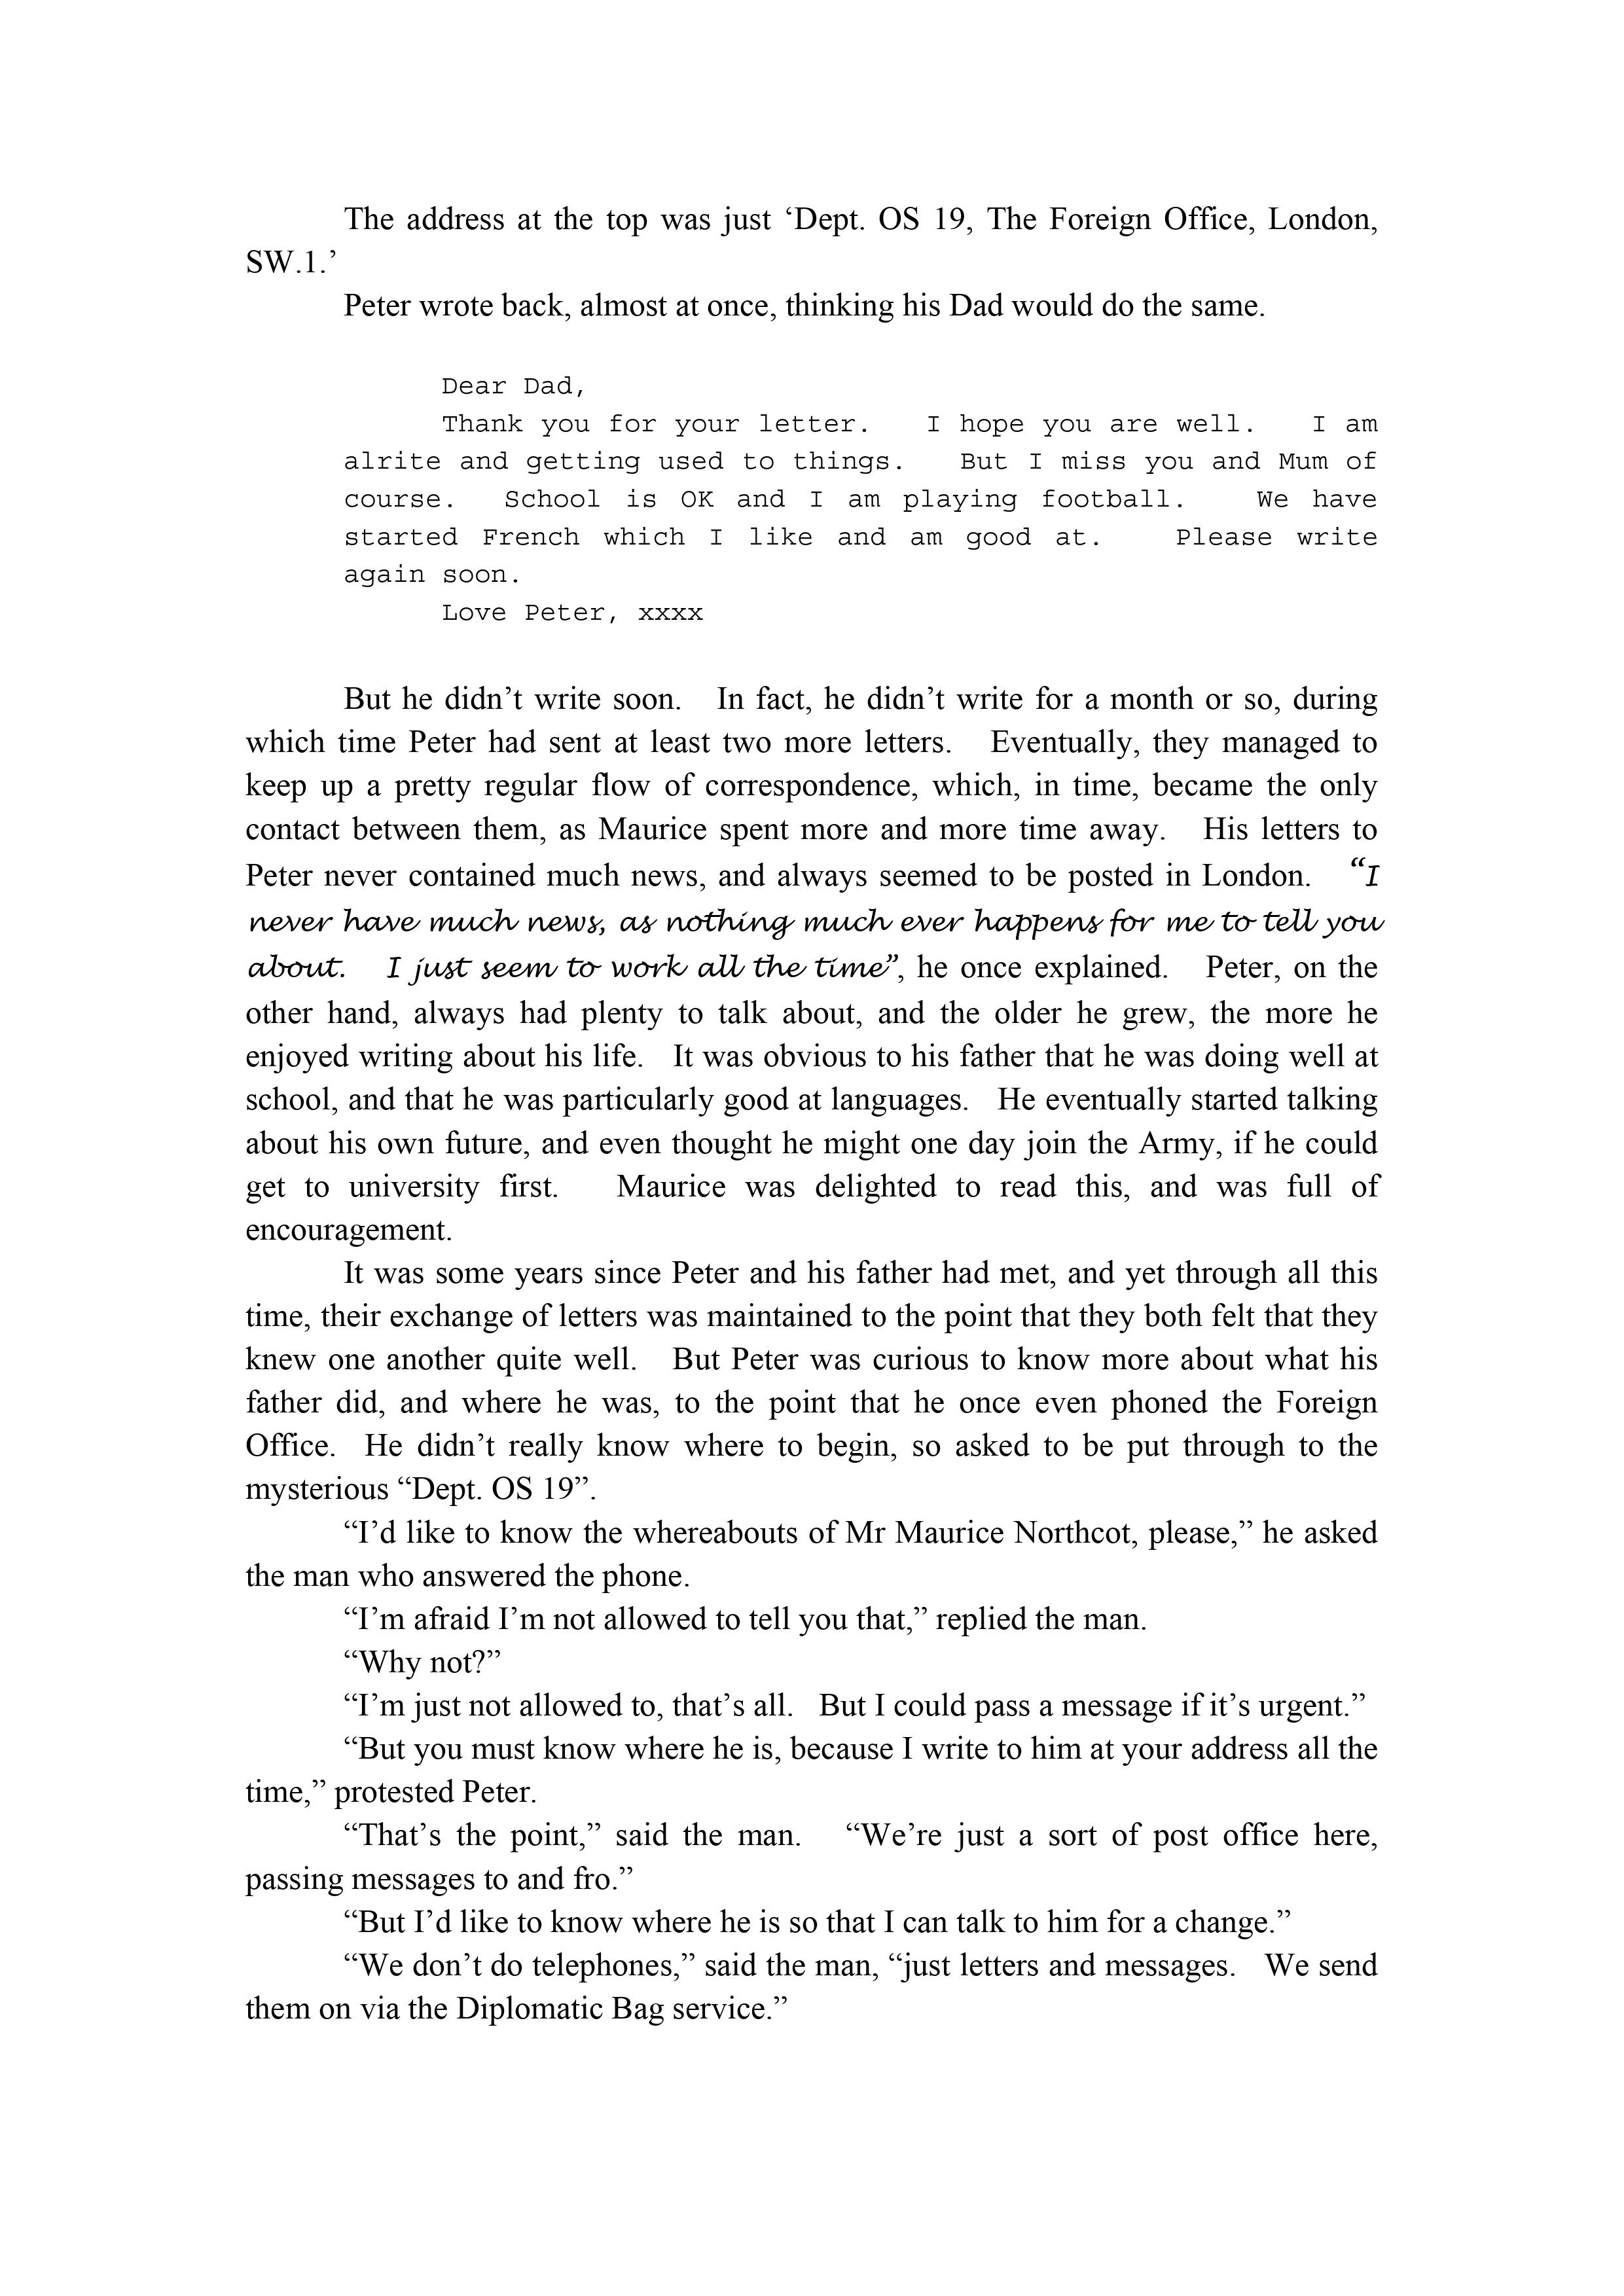 The address at the top was just ‘Dept. OS 19, The Foreign Office, London,
SW.1.’
Peter wrote back, almost at once, thinking his Dad would do the same.
Dear Dad,
Thank you for your letter. I hope you are well. I am
alrite and getting used to things. But I miss you and Mum of
course. School is OK and I am playing football. We have
started French which I like and am good at. Please write
again soon.
Love Peter, xxxx
But he didn’t write soon. In fact, he didn’t write for a month or so, during
which time Peter had sent at least two more letters. Eventually, they managed to
keep up a pretty regular flow of correspondence, which, in time, became the only
contact between them, as Maurice spent more and more time away. His letters to
Peter never contained much news, and always seemed to be posted in London. “I
never have much news, as nothing much ever happens for me to tell you
about. I just seem to work all the time”, he once explained. Peter, on the
other hand, always had plenty to talk about, and the older he grew, the more he
enjoyed writing about his life. It was obvious to his father that he was doing well at
school, and that he was particularly good at languages. He eventually started talking
about his own future, and even thought he might one day join the Army, if he could
get to university first. Maurice was delighted to read this, and was full of
encouragement.
It was some years since Peter and his father had met, and yet through all this
time, their exchange of letters was maintained to the point that they both felt that they
knew one another quite well. But Peter was curious to know more about what his
father did, and where he was, to the point that he once even phoned the Foreign
Office. He didn’t really know where to begin, so asked to be put through to the
mysterious “Dept. OS 19”.
“I’d like to know the whereabouts of Mr Maurice Northcot, please,” he asked
the man who answered the phone.
“I’m afraid I’m not allowed to tell you that,” replied the man.
“Why not?”
“I’m just not allowed to, that’s all. But I could pass a message if it’s urgent.”
“But you must know where he is, because I write to him at your address all the
time,” protested Peter.
“That’s the point,” said the man. “We’re just a sort of post office here,
passing messages to and fro.”
“But I’d like to know where he is so that I can talk to him for a change.”
“We don’t do telephones,” said the man, “just letters and messages. We send
them on via the Diplomatic Bag service.”